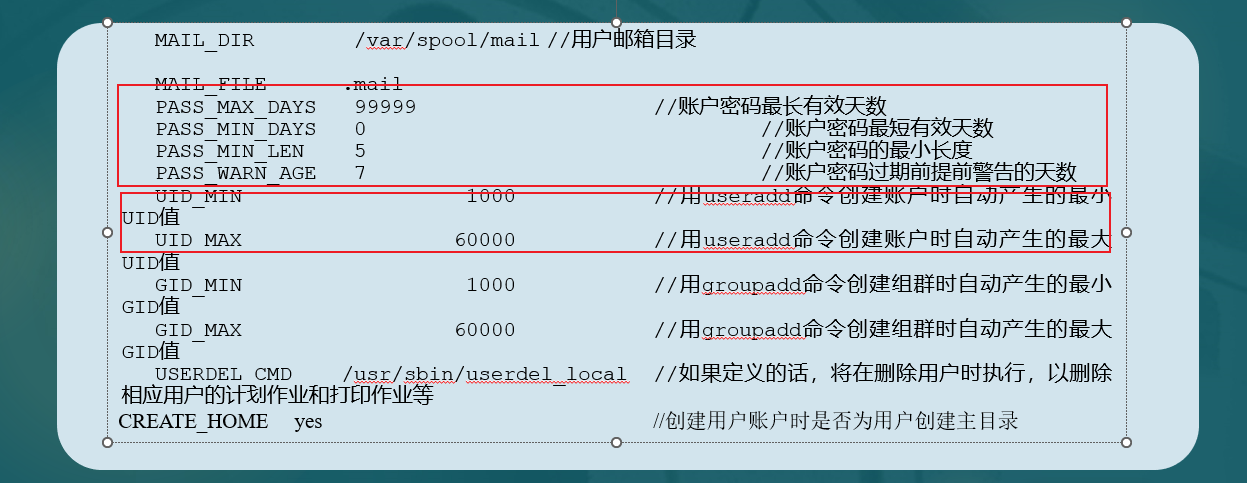 MAIL_DIR /var/spool/mail //用户邮箱目录
MAIL_FILE .mail
PASS_MAX_DAYS 99999 //账户密码最长有效天数
PASS_MIN_DAYS 0 //账户密码最短有效天数
PASS_MIN_LEN 5 //账户密码的最小长度
PASS_WARN_AGE 7 //账户密码过期前提前警告的天数
UID_MIN 1000 //用useradd命令创建账户时自动产生的最小
UID值
UID_MAX 60000 //用useradd命令创建账户时自动产生的最大
UID值
GID_MIN 1000 //用groupadd命令创建组群时自动产生的最小
GID值
GID_MAX 60000 //用groupadd命令创建组群时自动产生的最大
GID值
USERDEL_CMD /usr/sbin/userdel_local //如果定义的话，将在删除用户时执行，以删除
相应用户的计划作业和打印作业等
CREATE_HOME yes //创建用户账户时是否为用户创建主目录